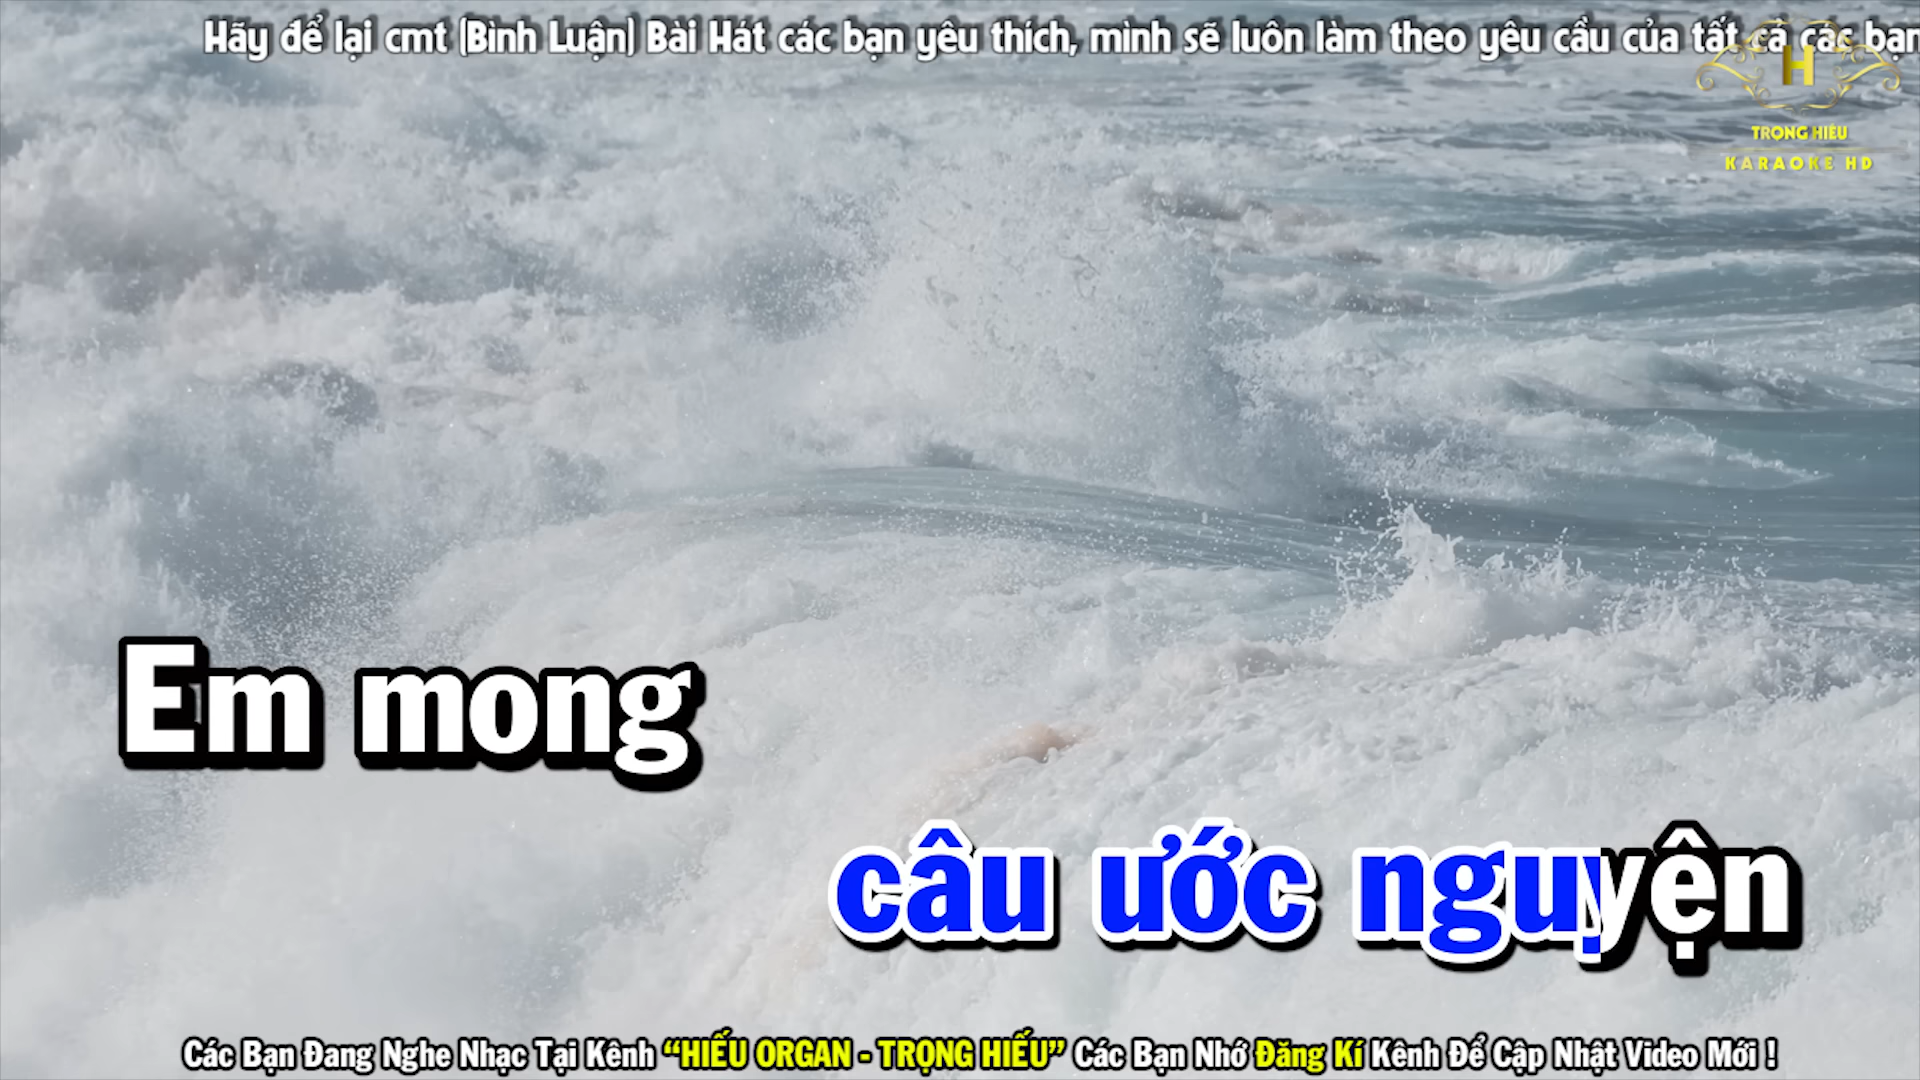 Hãy để lại cmt (Bình Luận) Bài Hát các bạn yêu thích, mình sẽ luôn làm theo yêu cầu của tất cả các bạn
H
TRỌNG HIẾU
KARAOKE HD
Em mong
câu ước nguyện
Các Bạn Đang Nghe Nhạc Tại Kênh “HIẾU ORGAN - TRỌNG HIẾU” Các Bạn Nhớ Đăng Kí Kênh Để Cập Nhật Video Mới !